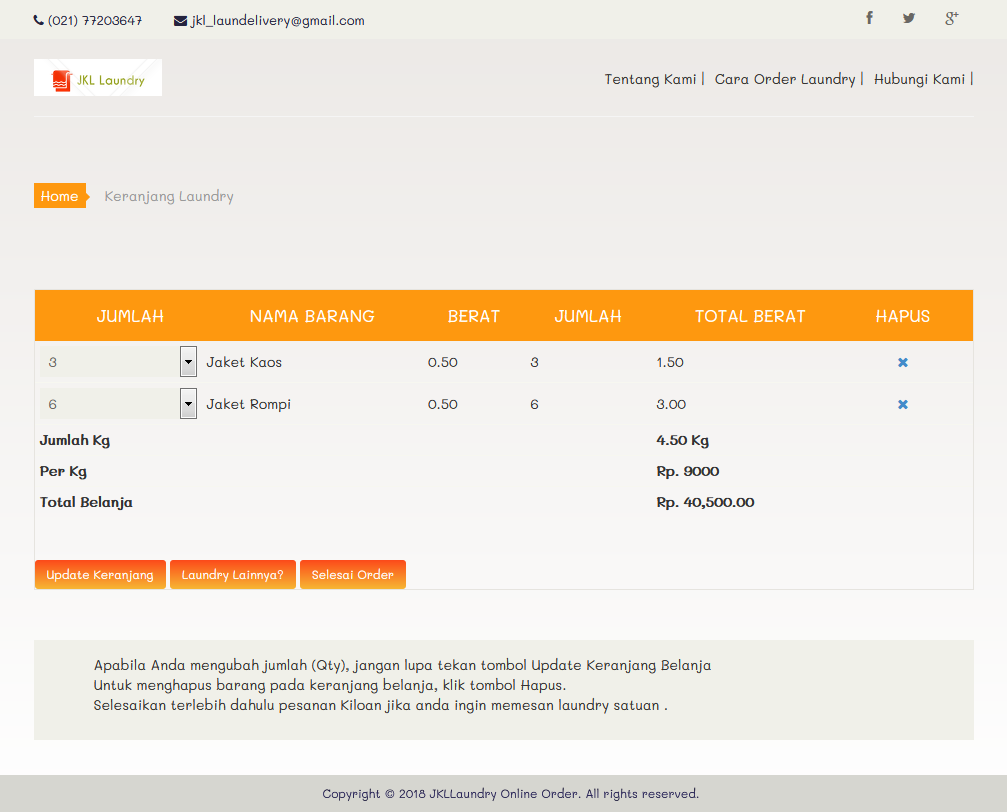 (021) 77203647 jkl_laundelivery@gmail.com
JKL Laundry
Tentang Kami | Cara Order Laundry | Hubungi Kami |
Home Keranjang Laundry
JUMLAH NAMA BARANG BERAT JUMLAH TOTAL BERAT HAPUS
3 Jaket Kaos 0.50 3 1.50
6 Jaket Rompi 0.50 6 3.00
Jumlah Kg 4.50 Kg
Per Kg Rp. 9000
Total Belanja Rp. 40,500.00
Update Keranjang Laundry Lainnya? Selesai Order
Apabila Anda mengubah jumlah (Qty), jangan lupa tekan tombol Update Keranjang Belanja
Untuk menghapus barang pada keranjang belanja, klik tombol Hapus.
Selesaikan terlebih dahulu pesanan Kiloan jika anda ingin memesan laundry satuan .
Copyright © 2018 JKLLaundry Online Order. All rights reserved.